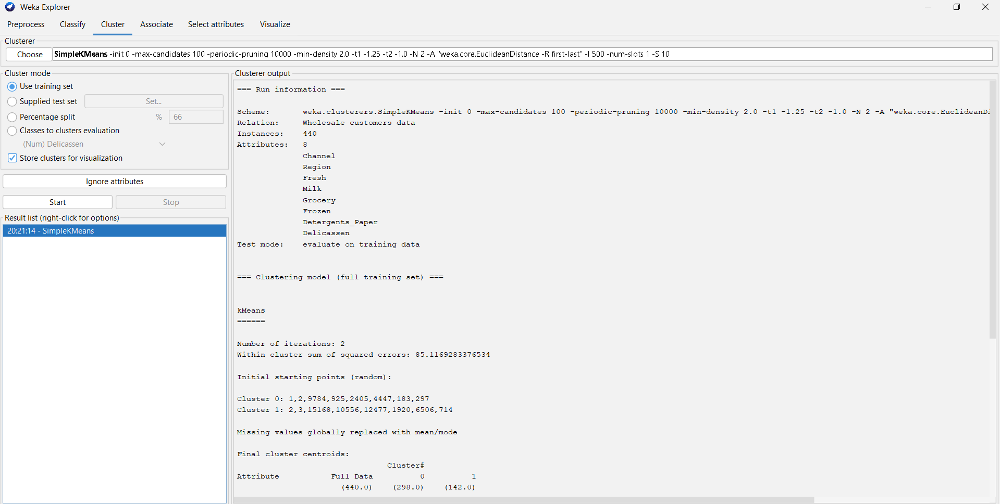 Weka Explorer
Preprocess Classify Cluster Associate Select attributes Visualize
Clusterer
Choose SimpleKMeans -init 0 -max-candidates 100 -periodic-pruning 10000 -min-density 2.0 -t1 -1.25 -t2 -1.0 -N 2 -A "weka.core.EuclideanDistance -R first-last" -I 500 -num-slots 1 -S 10
Cluster mode
Use training set
Supplied test set Set...
Percentage split % 66
Classes to clusters evaluation
(Num) Delicassen
Store clusters for visualization
Ignore attributes
Start Stop
Result list (right-click for options)
20:21:14 - SimpleKMeans
Clusterer output
=== Run information ===
Scheme: weka.clusterers.SimpleKMeans -init 0 -max-candidates 100 -periodic-pruning 10000 -min-density 2.0 -t1 -1.25 -t2 -1.0 -N 2 -A "weka.core.EuclideanDi
Relation: Wholesale customers data
Instances: 440
Attributes: 8
Channel
Region
Fresh
Milk
Grocery
Frozen
Detergents_Paper
Delicassen
Test mode: evaluate on training data
=== Clustering model (full training set) ===
kMeans
======
Number of iterations: 2
Within cluster sum of squared errors: 85.1169283376534
Initial starting points (random):
Cluster 0: 1,2,9784,925,2405,4447,183,297
Cluster 1: 2,3,15168,10556,12477,1920,6506,714
Missing values globally replaced with mean/mode
Final cluster centroids:
Cluster#
Attribute Full Data 0 1
(440.0) (298.0) (142.0)